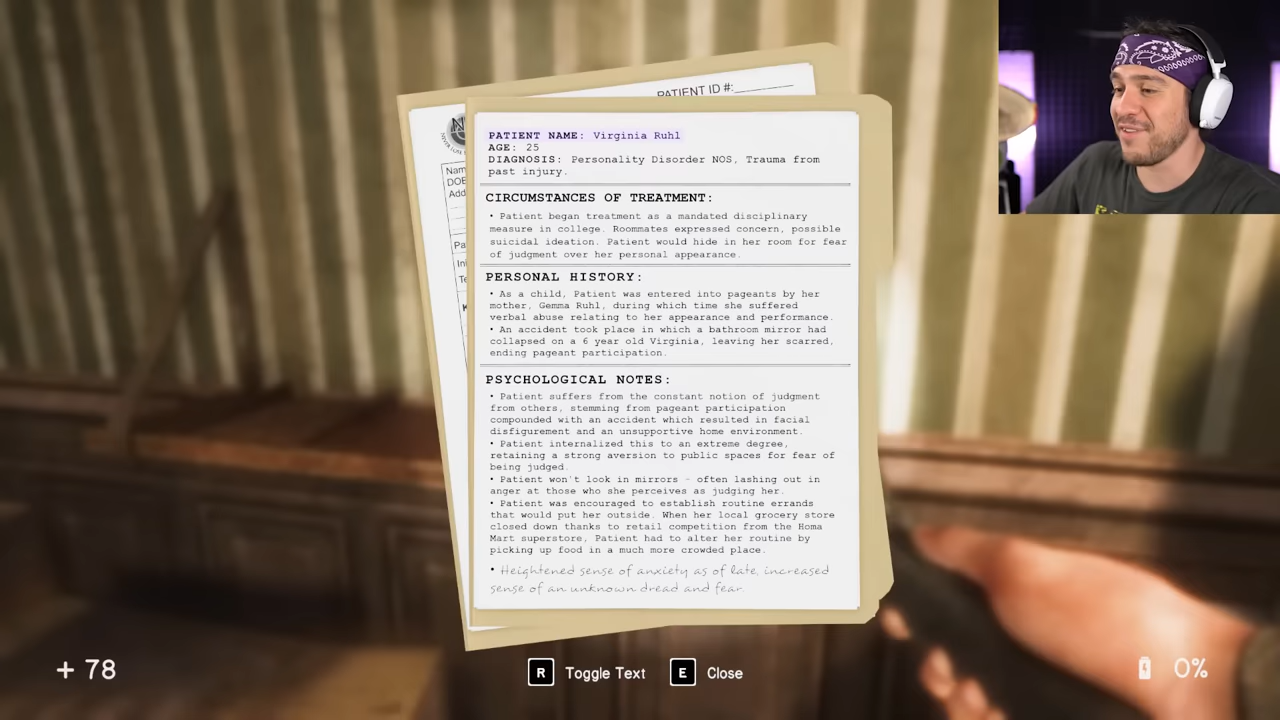 PATIENT ID #:
PATIENT NAME: Virginia Ruhl
AGE: 25
DIAGNOSIS: Personality Disorder NOS, Trauma from
past injury.
CIRCUMSTANCES OF TREATMENT:
• Patient began treatment as a mandated disciplinary
measure in college. Roommates expressed concern, possible
suicidal ideation. Patient would hide in her room for fear
of judgment over her personal appearance.
PERSONAL HISTORY:
• As a child, Patient was entered into pageants by her
mother, Gemma Ruhl, during which time she suffered
verbal abuse relating to her appearance and performance.
• An accident took place in which a bathroom mirror had
collapsed on a 6 year old Virginia, leaving her scarred,
ending pageant participation.
PSYCHOLOGICAL NOTES:
• Patient suffers from the constant notion of judgment
from others, stemming from pageant participation
compounded with an accident which resulted in facial
disfigurement and an unsupportive home environment.
• Patient internalized this to an extreme degree,
retaining a strong aversion to public spaces for fear of
being judged.
• Patient won't look in mirrors - often lashing out in
anger at those who she perceives as judging her.
• Patient was encouraged to establish routine errands
that would put her outside. When her local grocery store
closed down thanks to retail competition from the Homa
Mart superstore, Patient had to alter her routine by
picking up food in a much more crowded place.
• Heightened sense of anxiety as of late, increased
sense of an unknown dread and fear.
+ 78
R Toggle Text E Close
0%